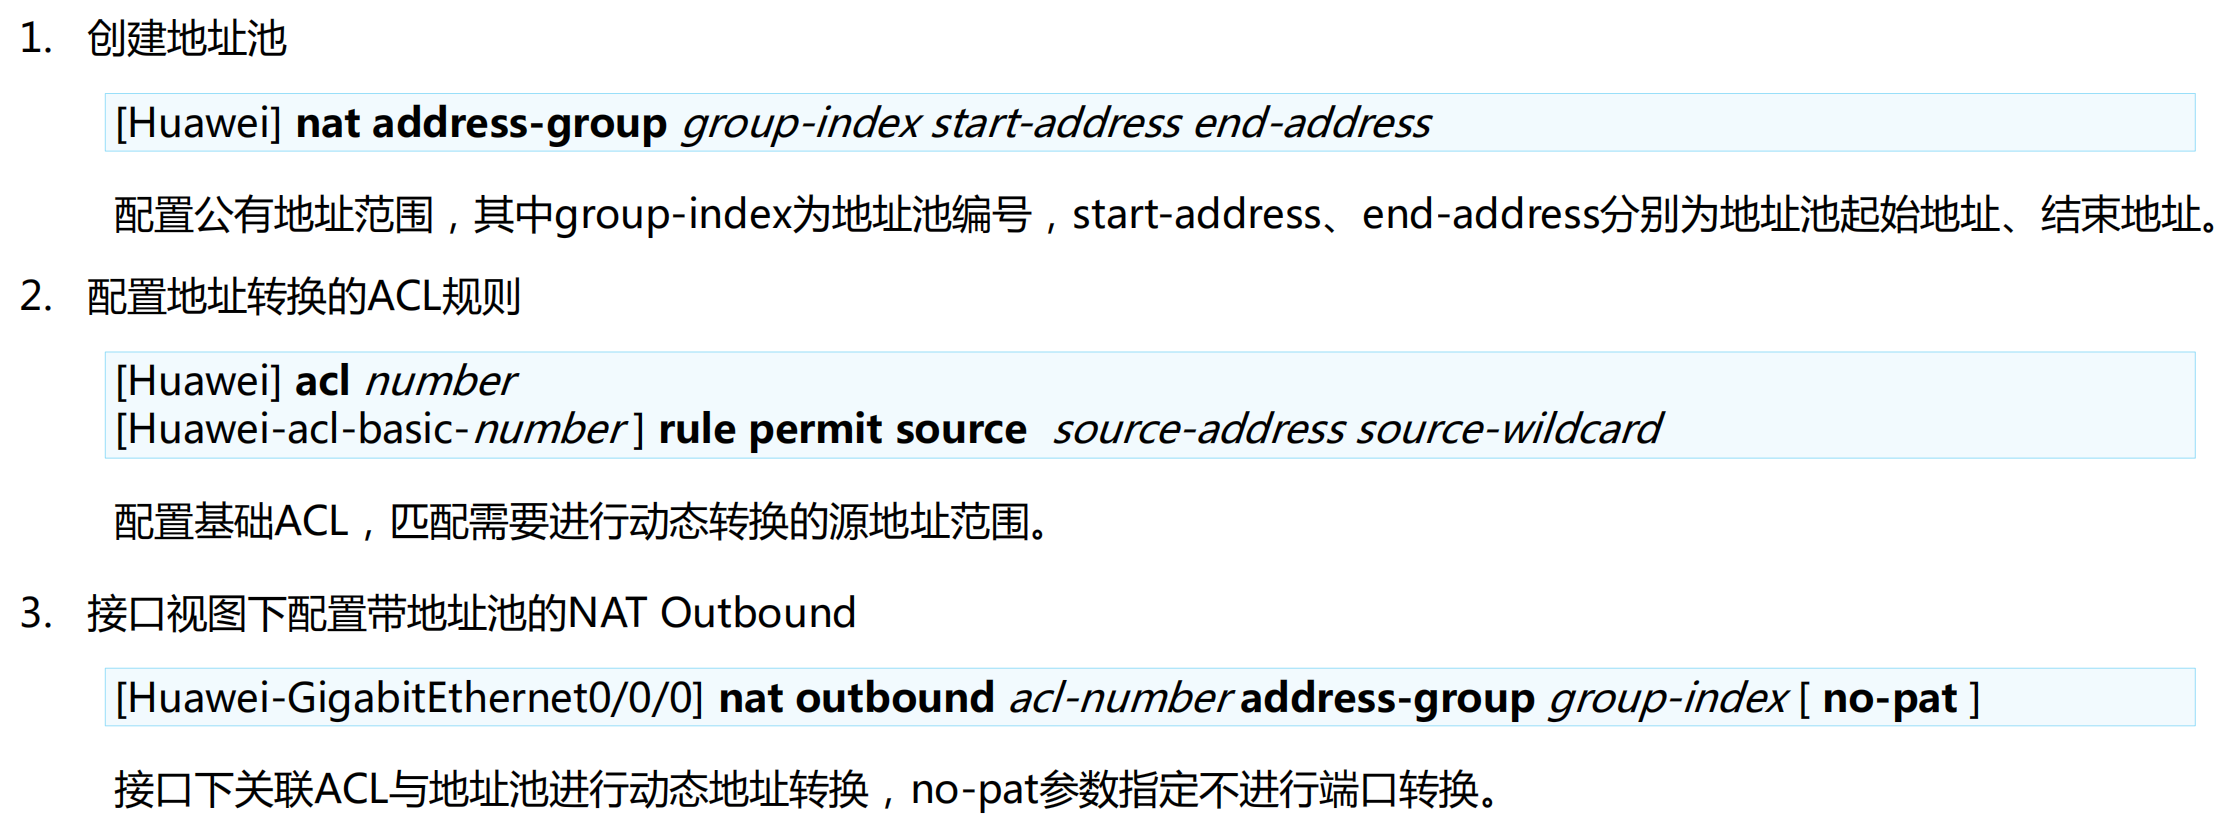 1. 创建地址池
[Huawei] nat address-group group-index start-address end-address
配置公有地址范围，其中group-index为地址池编号，start-address、end-address分别为地址池起始地址、结束地址。
2. 配置地址转换的ACL规则
[Huawei] acl number
[Huawei-acl-basic-number ] rule permit source source-address source-wildcard
配置基础ACL，匹配需要进行动态转换的源地址范围。
3. 接口视图下配置带地址池的NAT Outbound
[Huawei-GigabitEthernet0/0/0] nat outbound acl-number address-group group-index [ no-pat ]
接口下关联ACL与地址池进行动态地址转换，no-pat参数指定不进行端口转换。